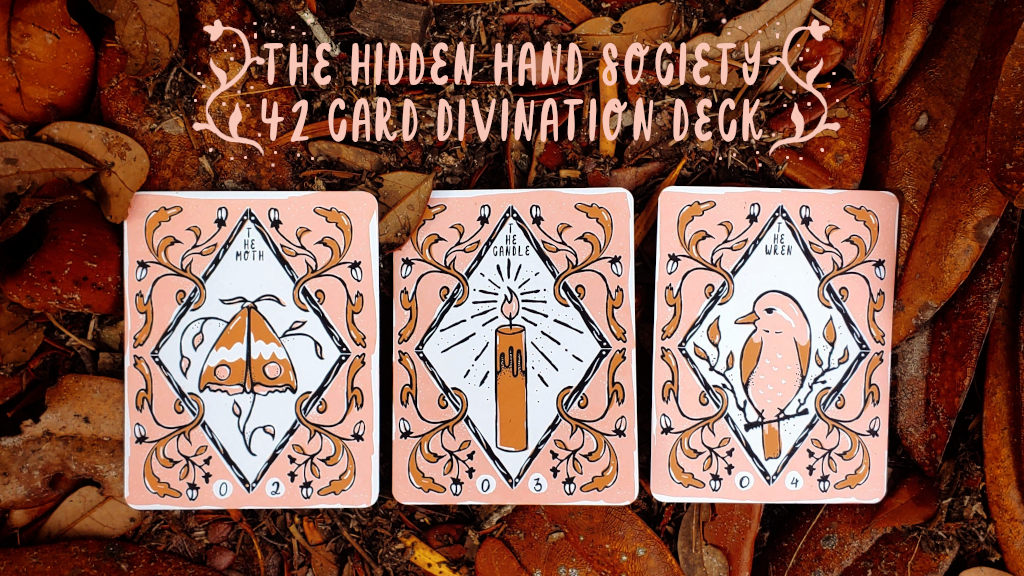 THE HIDDEN HAND SOCIETY
42 CARD DIVINATION DECK
THE
MOTH
02
THE
CANDLE
03
THE
WREN
04